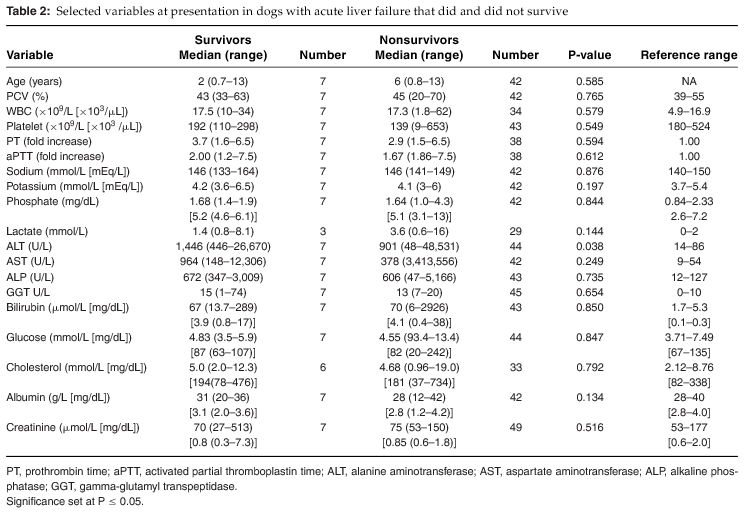 Table 2: Selected variables at presentation in dogs with acute liver failure that did and did not survive
Survivors Nonsurvivors
Variable Median (range) Number Median (range) Number P-value Reference range
Age (years) 2 (0.7–13) 7 6 (0.8–13) 42 0.585 NA
PCV (%) 43 (33–63) 7 45 (20–70) 42 0.765 39–55
WBC (×10⁹/L [×10³/μL]) 17.5 (10–34) 7 17.3 (1.8–62) 34 0.579 4.9–16.9
Platelet (×10⁹/L [×10³ /μL]) 192 (110–298) 7 139 (9–653) 43 0.549 180–524
PT (fold increase) 3.7 (1.6–6.5) 7 2.9 (1.5–6.5) 38 0.594 1.00
aPTT (fold increase) 2.00 (1.2–7.5) 7 1.67 (1.86–7.5) 38 0.612 1.00
Sodium (mmol/L [mEq/L]) 146 (133–164) 7 146 (141–149) 42 0.876 140–150
Potassium (mmol/L [mEq/L]) 4.2 (3.6–6.5) 7 4.1 (3–6) 42 0.197 3.7–5.4
Phosphate (mg/dL) 1.68 (1.4–1.9) 7 1.64 (1.0–4.3) 42 0.844 0.84–2.33
[5.2 (4.6–6.1)] [5.1 (3.1–13)] 2.6–7.2
Lactate (mmol/L) 1.4 (0.8–8.1) 3 3.6 (0.6–16) 29 0.144 0–2
ALT (U/L) 1,446 (446–26,670) 7 901 (48–48,531) 44 0.038 14–86
AST (U/L) 964 (148–12,306) 7 378 (3,413,556) 42 0.249 9–54
ALP (U/L) 672 (347–3,009) 7 606 (47–5,166) 43 0.735 12–127
GGT U/L 15 (1–74) 7 13 (7–20) 45 0.654 0–10
Bilirubin (μmol/L [mg/dL]) 67 (13.7–289) 7 70 (6–2926) 43 0.850 1.7–5.3
[3.9 (0.8–17)] [4.1 (0.4–38)] [0.1–0.3]
Glucose (mmol/L [mg/dL]) 4.83 (3.5–5.9) 7 4.55 (93.4–13.4) 44 0.847 3.71–7.49
[87 (63–107)] [82 (20–242)] [67–135]
Cholesterol (mmol/L [mg/dL]) 5.0 (2.0–12.3) 6 4.68 (0.96–19.0) 33 0.792 2.12–8.76
[194(78–476)] [181 (37–734)] [82–338]
Albumin (g/L [mg/dL]) 31 (20–36) 7 28 (12–42) 42 0.134 28–40
[3.1 (2.0–3.6)] [2.8 (1.2–4.2)] [2.8–4.0]
Creatinine (μmol/L [mg/dL]) 70 (27–513) 7 75 (53–150) 49 0.516 53–177
[0.8 (0.3–7.3)] [0.85 (0.6–1.8)] [0.6–2.0]
PT, prothrombin time; aPTT, activated partial thromboplastin time; ALT, alanine aminotransferase; AST, aspartate aminotransferase; ALP, alkaline phos-
phatase; GGT, gamma-glutamyl transpeptidase.
Significance set at P ≤ 0.05.